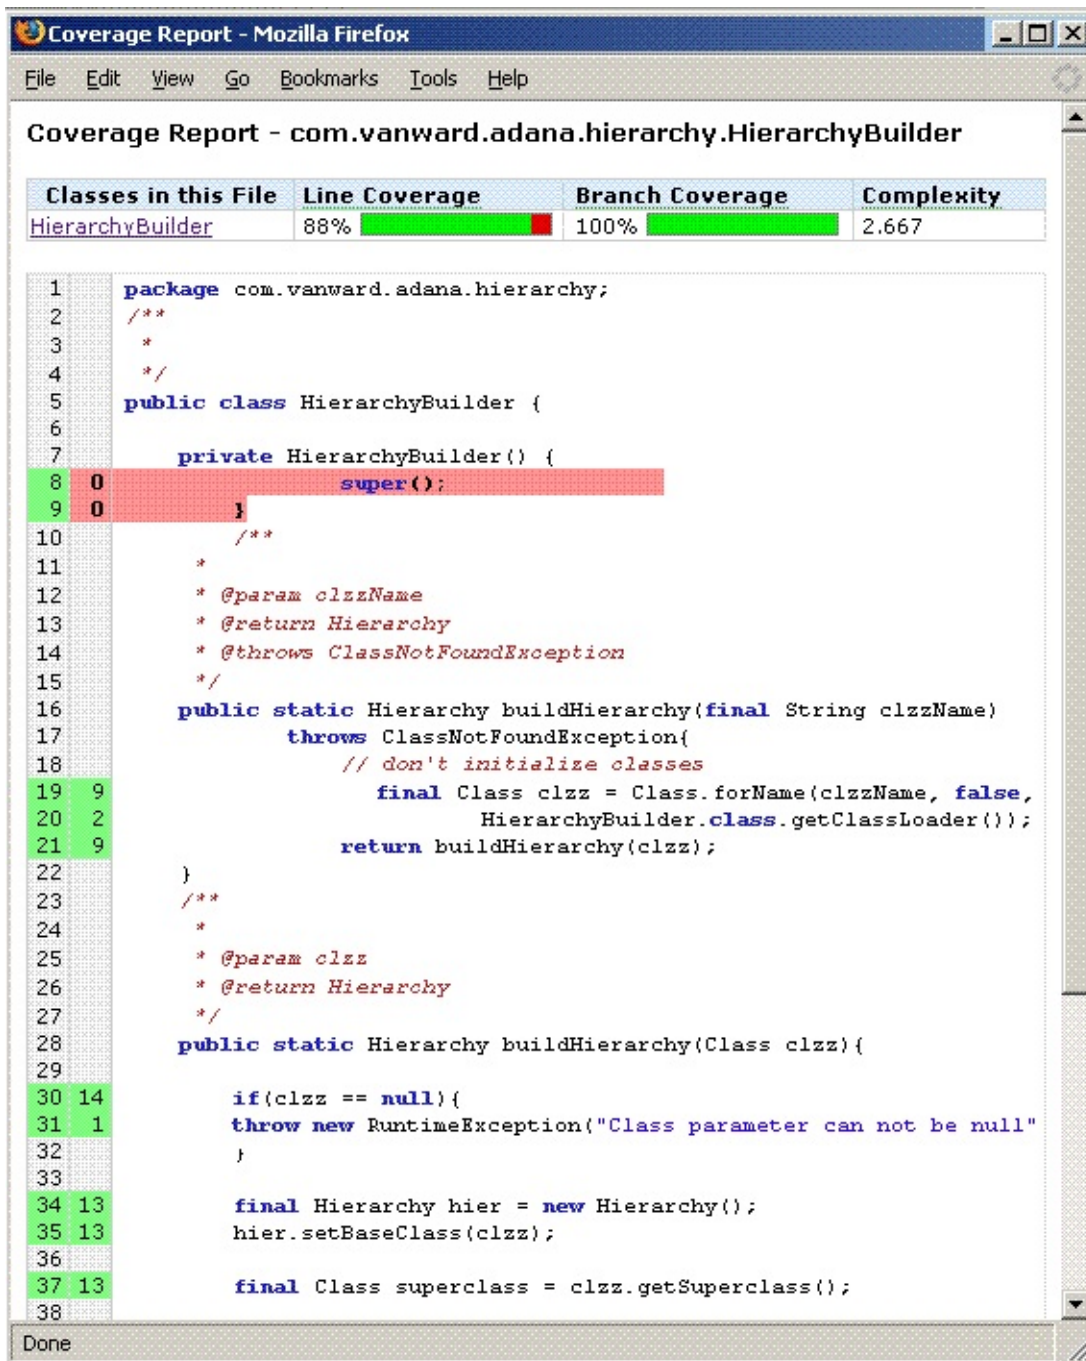 Coverage Report - Mozilla Firefox
File Edit View Go Bookmarks Tools Help
Coverage Report - com.vanward.adana.hierarchy.HierarchyBuilder
Classes in this File Line Coverage Branch Coverage Complexity
HierarchyBuilder 88% 100% 2.667
1 package com.vanward.adana.hierarchy;
2 /**
3 *
4 */
5 public class HierarchyBuilder {
6
7 private HierarchyBuilder() {
8 0 super();
9 0 }
10 /**
11 *
12 * @param clzzName
13 * @return Hierarchy
14 * @throws ClassNotFoundException
15 */
16 public static Hierarchy buildHierarchy(final String clzzName)
17 throws ClassNotFoundException{
18 // don't initialize classes
19 9 final Class clzz = Class.forName(clzzName, false,
20 2 HierarchyBuilder.class.getClassLoader());
21 9 return buildHierarchy(clzz);
22 }
23 /**
24 *
25 * @param clzz
26 * @return Hierarchy
27 */
28 public static Hierarchy buildHierarchy(Class clzz){
29
30 14 if(clzz == null){
31 1 throw new RuntimeException("Class parameter can not be null"
32 }
33
34 13 final Hierarchy hier = new Hierarchy();
35 13 hier.setBaseClass(clzz);
36
37 13 final Class superclass = clzz.getSuperclass();
38
Done